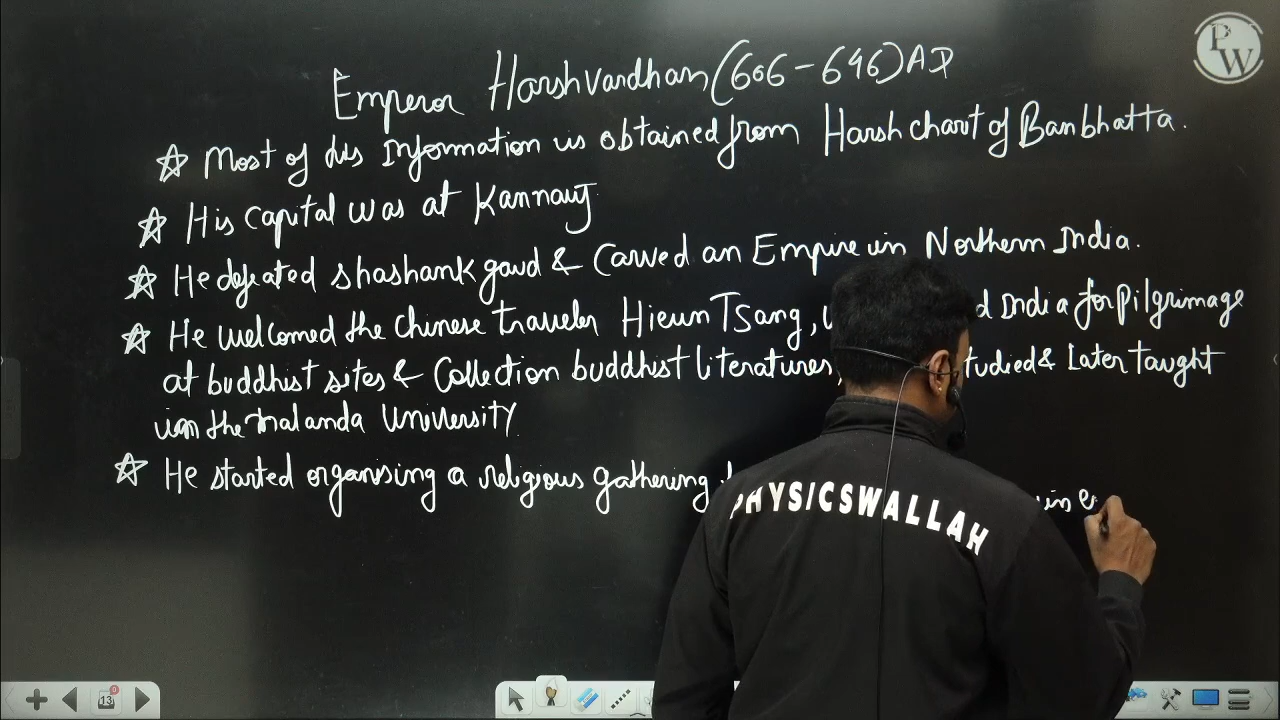 PW
Emperor Harshvardhan (606-646) AD
☆ Most of his Information is obtained from Harshchart of Banbhatta.
☆ His capital was at Kannauj
☆ He defeated shashank gaud & Carved an Empire in Northern India.
☆ He welcomed the Chinese traveler Hieun Tsang, India for pilgrimage
at buddhist sites & Collection buddhist literatures, & Later taught
in the nalanda University.
☆ He started organising a religious gathering in
PHYSICSWALLAH
13